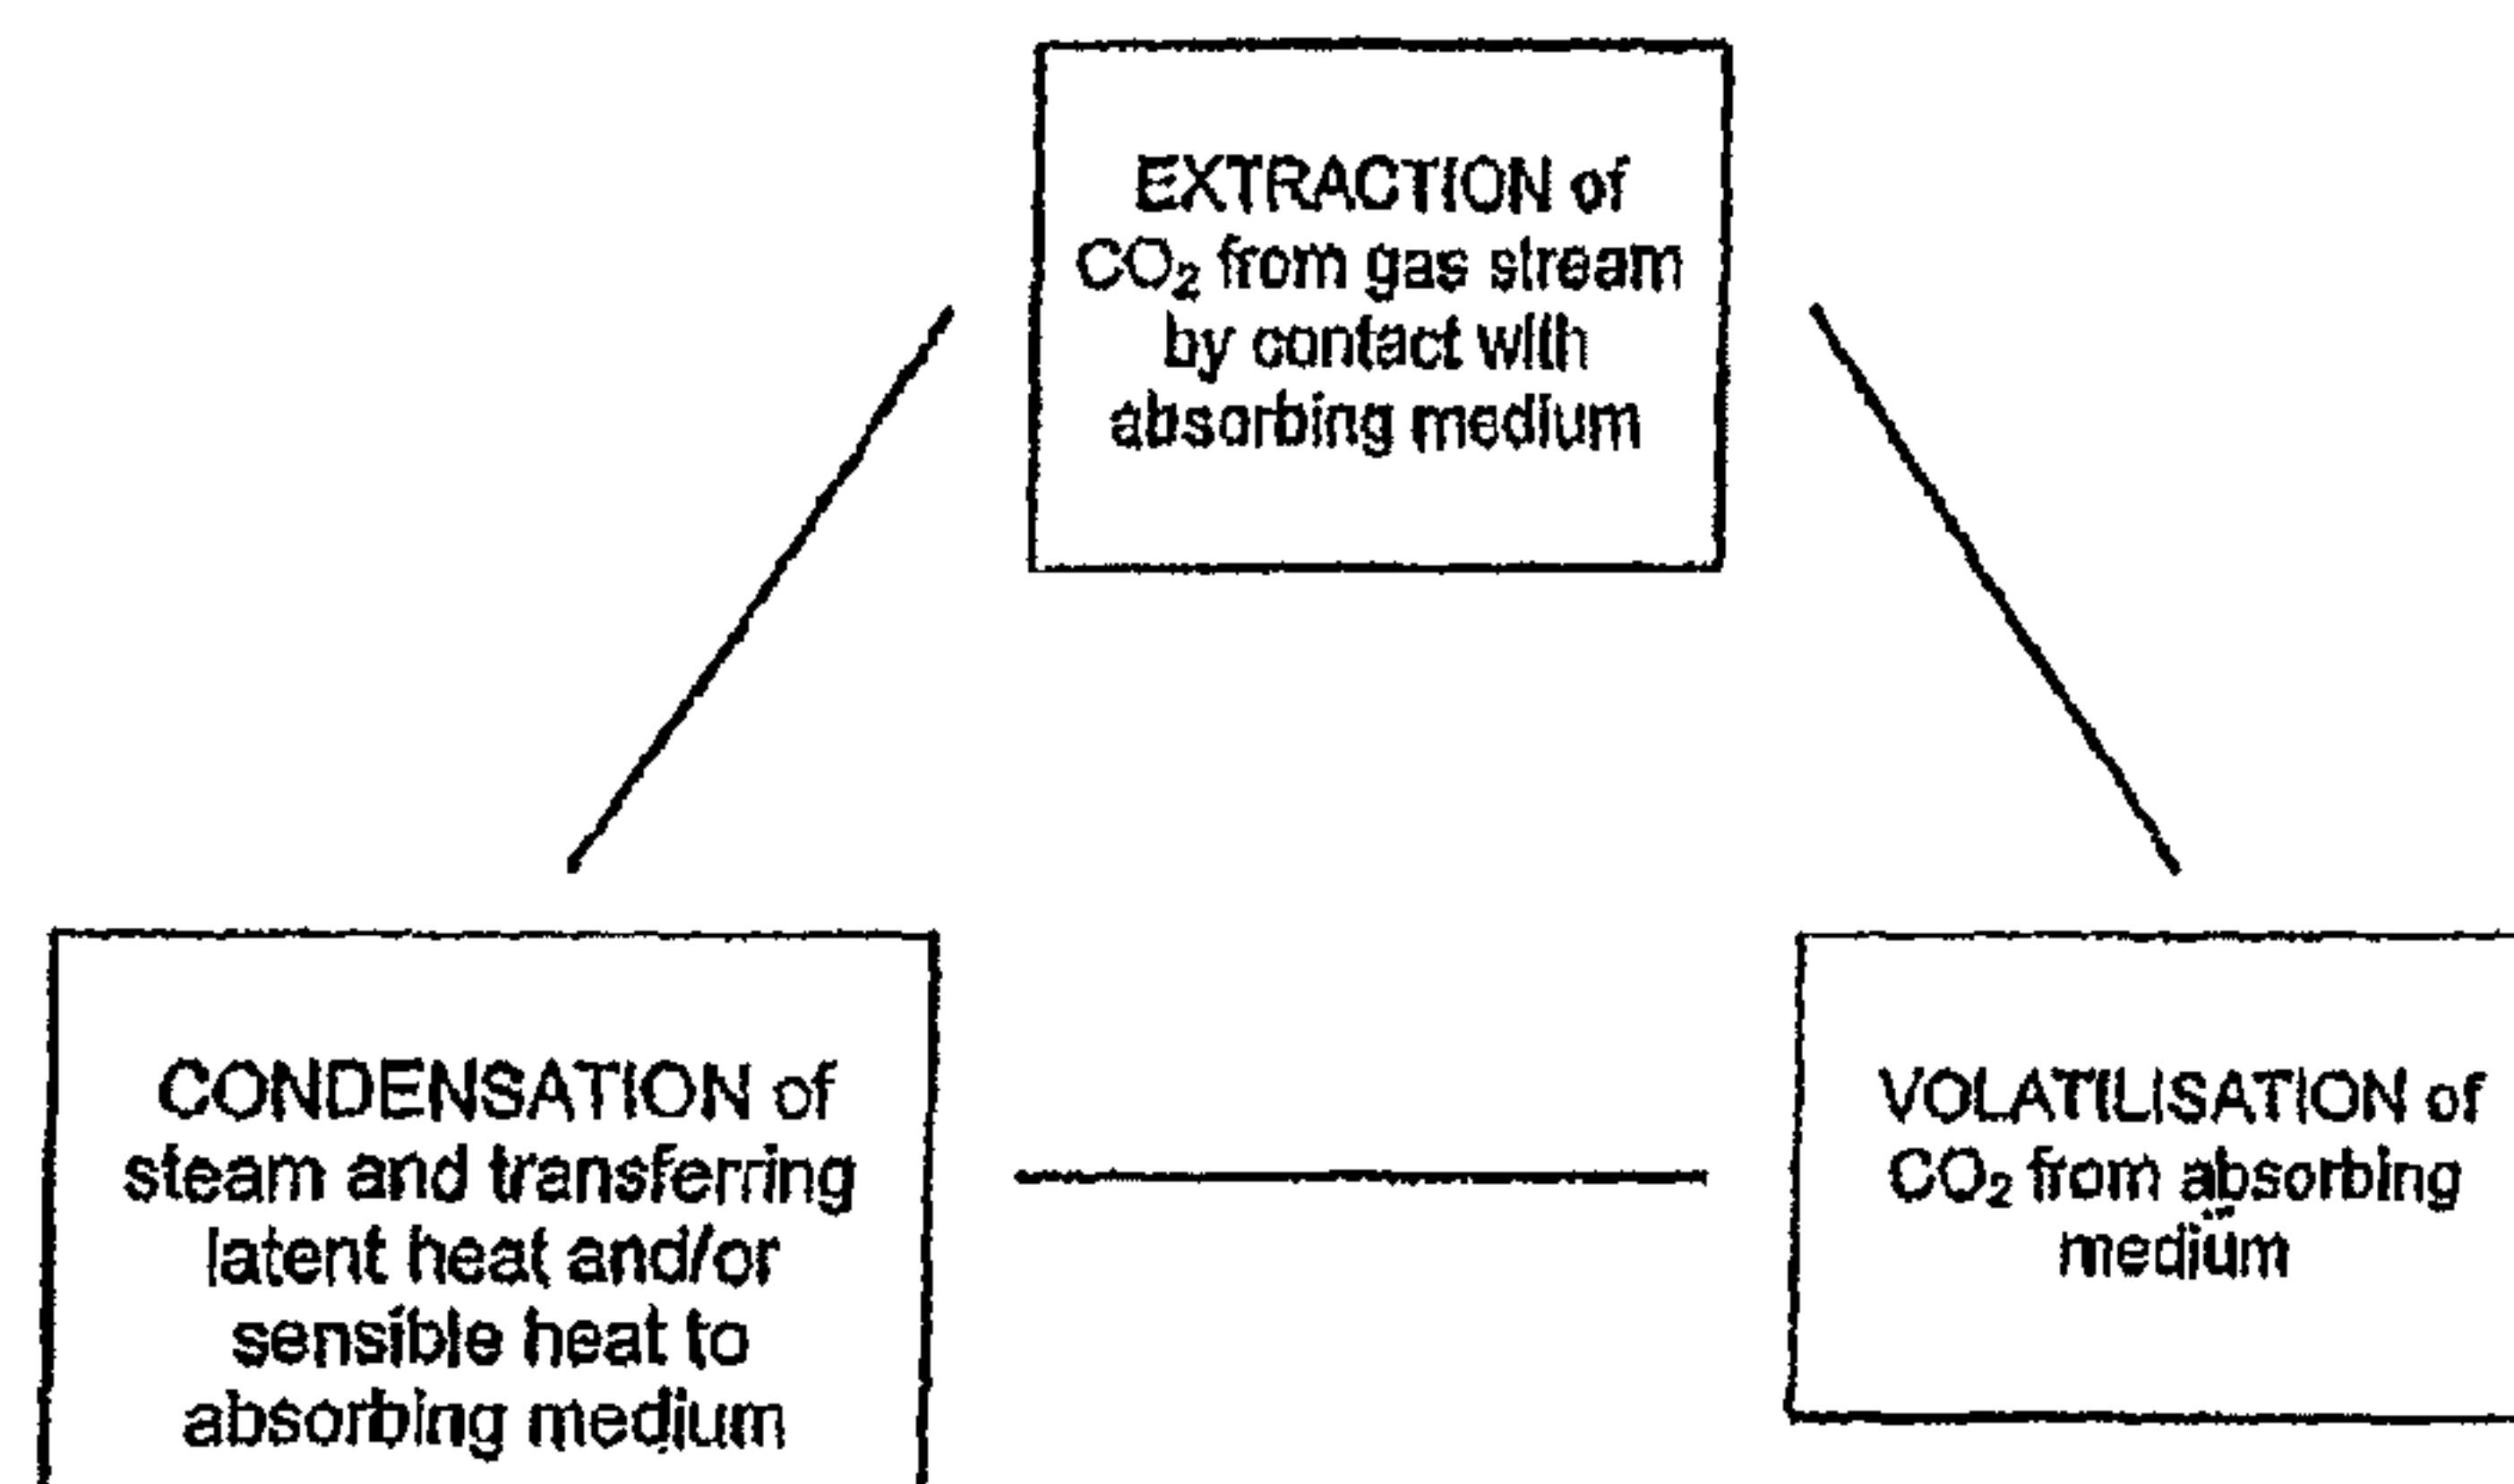 EXTRACTION of
CO₂ from gas stream
by contact with
absorbing medium
CONDENSATION of
steam and transferring
latent heat and/or
sensible heat to
absorbing medium
VOLATILISATION of
CO₂ from absorbing
medium